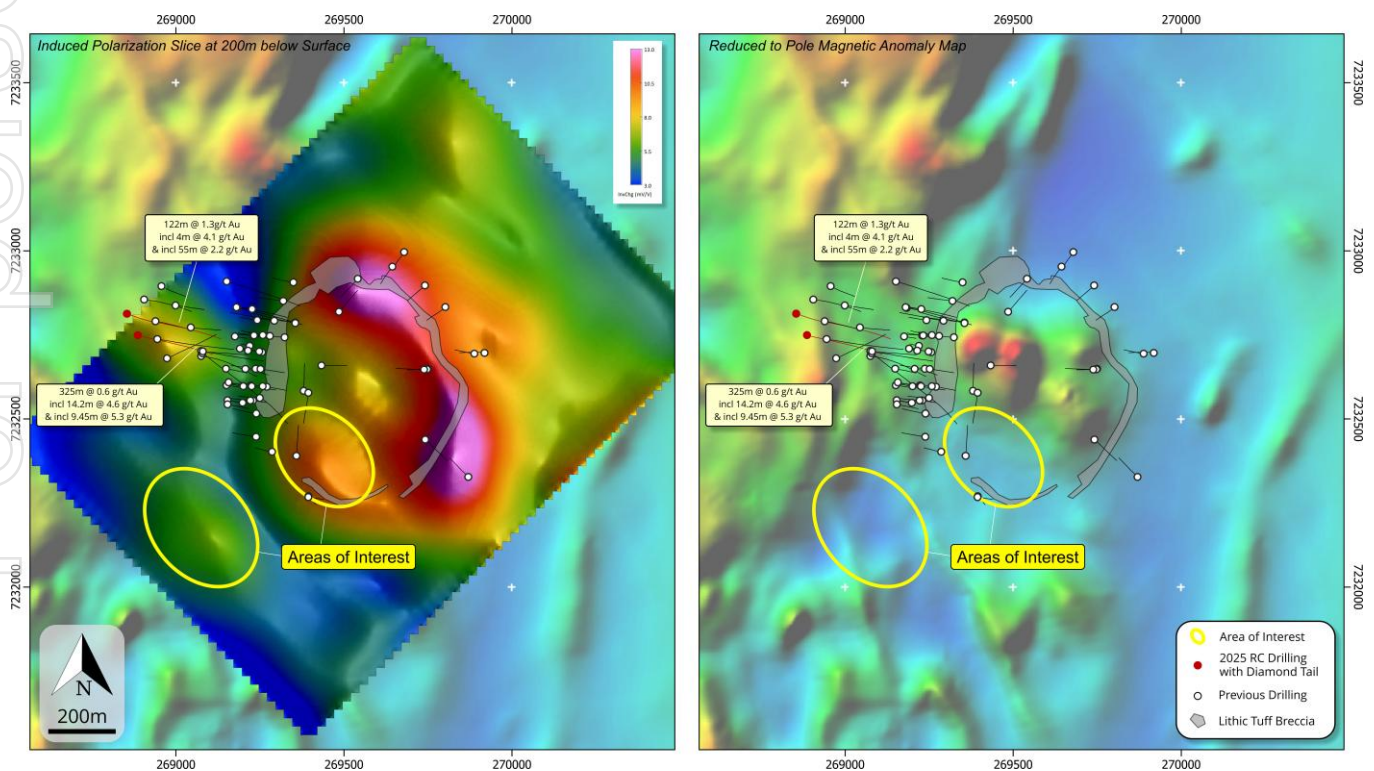 269000 269500 270000 269000 269500 270000
Induced Polarization Slice at 200m below Surface
Reduced to Pole Magnetic Anomaly Map
13.0
10.5
8.0
5.5
3.0
7233500
7233500
122m @ 1.3g/t Au
incl 4m @ 4.1 g/t Au
& incl 55m @ 2.2 g/t Au
122m @ 1.3g/t Au
incl 4m @ 4.1 g/t Au
& incl 55m @ 2.2 g/t Au
7233000
7233000
325m @ 0.6 g/t Au
incl 14.2m @ 4.6 g/t Au
& incl 9.45m @ 5.3 g/t Au
325m @ 0.6 g/t Au
incl 14.2m @ 4.6 g/t Au
& incl 9.45m @ 5.3 g/t Au
7232500
7232500
Areas of Interest
Areas of Interest
7232000
7232000
N
200m
Area of Interest
2025 RC Drilling
with Diamond Tail
Previous Drilling
Lithic Tuff Breccia
269000 269500 270000 269000 269500 270000